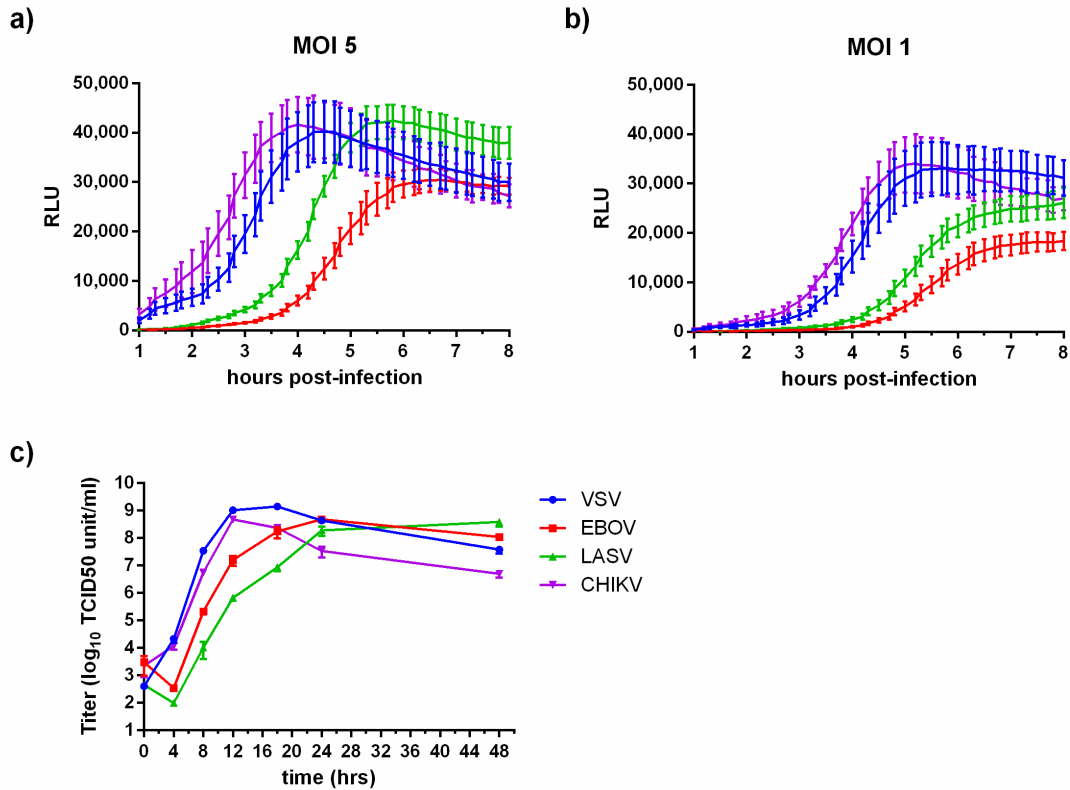 a)
MOI 5
50,000
40,000
30,000
20,000
10,000
0
RLU
1 2 3 4 5 6 7 8
hours post-infection
b)
MOI 1
50,000
40,000
30,000
20,000
10,000
0
RLU
1 2 3 4 5 6 7 8
hours post-infection
c)
10
9
8
7
6
5
4
3
2
1
Titer (log10 TCID50 unit/ml)
0 4 8 12 16 20 24 28 32 36 40 44 48
time (hrs)
VSV
EBOV
LASV
CHIKV